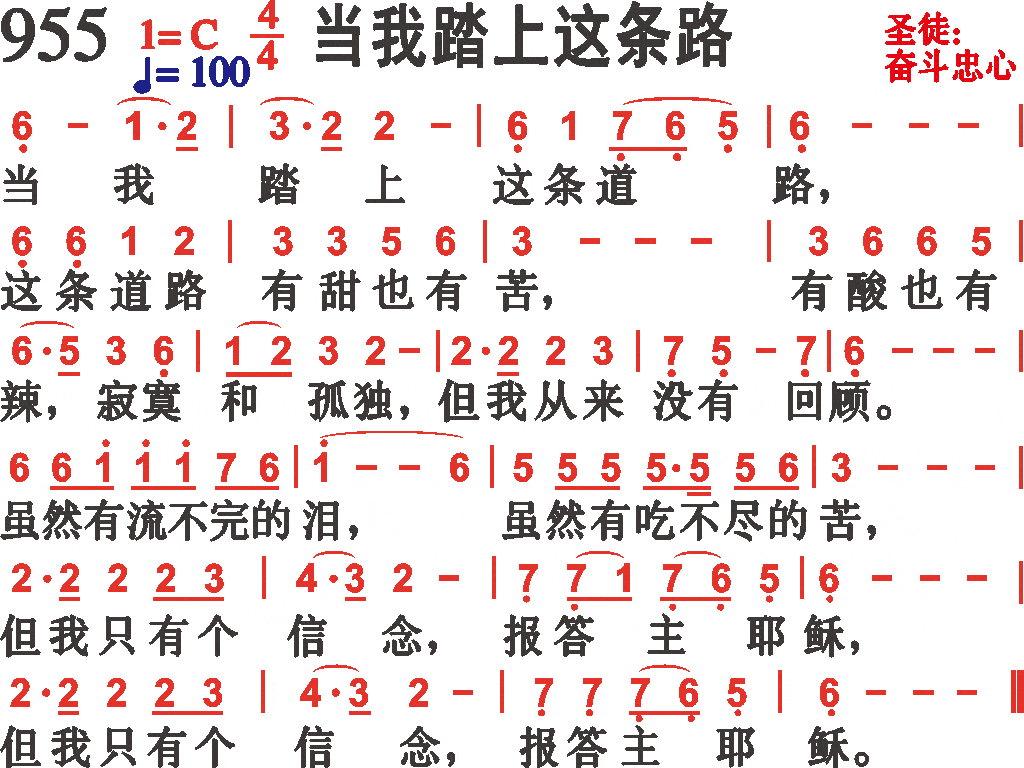 955 1=C 4/4 当我踏上这条路 圣徒:
♩=100 奋斗忠心
6̣ - 1·2 | 3·2 2 - | 6̣ 1 7̣ 6̣ 5̣ | 6̣ - - - |
当 我 踏 上 这条道 路，
6̣ 6̣ 1 2 | 3 3 5 6 | 3 - - - | 3 6 6 5 |
这条道路 有甜也有 苦， 有酸也有
6·5 3 6̣ | 1 2 3 2 - | 2·2 2 3 | 7̣ 5̣ - 7̣ | 6̣ - - - |
辣，寂寞 和 孤独，但我从来 没有 回顾。
6 6 1̇ 1̇ 1̇ 7 6 | 1̇ - - 6 | 5 5 5 5·5 5 6 | 3 - - - |
虽然有流不完的泪， 虽然有吃不尽的苦，
2·2 2 2 3 | 4·3 2 - | 7̣ 7̣ 1 7̣ 6̣ 5̣ | 6̣ - - - |
但我只有个 信 念， 报答 主 耶稣，
2·2 2 2 3 | 4·3 2 - | 7̣ 7̣ 7̣ 6̣ 5̣ | 6̣ - - - ‖
但我只有个 信 念， 报答主 耶 稣。